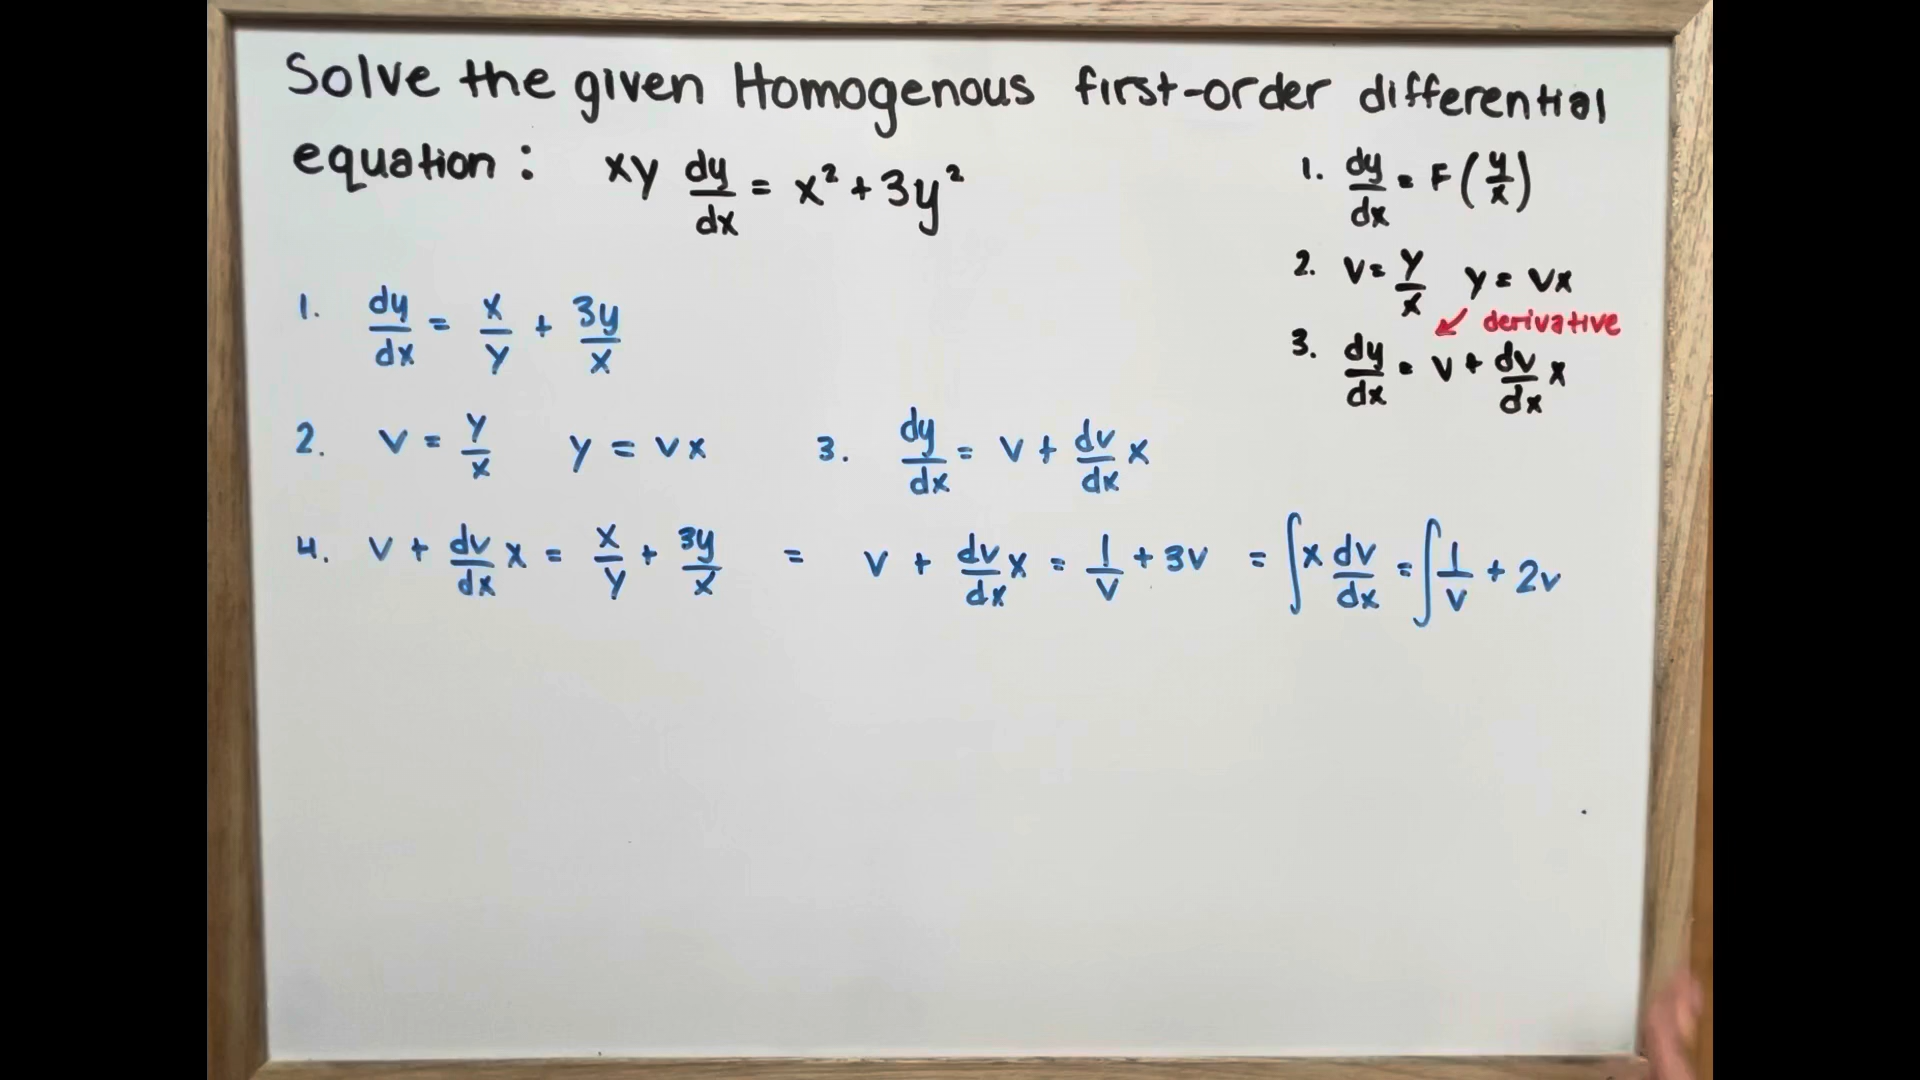 Solve the given Homogenous first-order differential
equation: xy dy/dx = x² + 3y²
1. dy/dx = F(y/x)
2. v = y/x y = vx
derivative
3. dy/dx = v + dv/dx x
1. dy/dx = x/y + 3y/x
2. v = y/x y = vx 3. dy/dx = v + dv/dx x
4. v + dv/dx x = x/y + 3y/x = v + dv/dx x = 1/v + 3v = ∫x dv/dx = ∫1/v + 2v